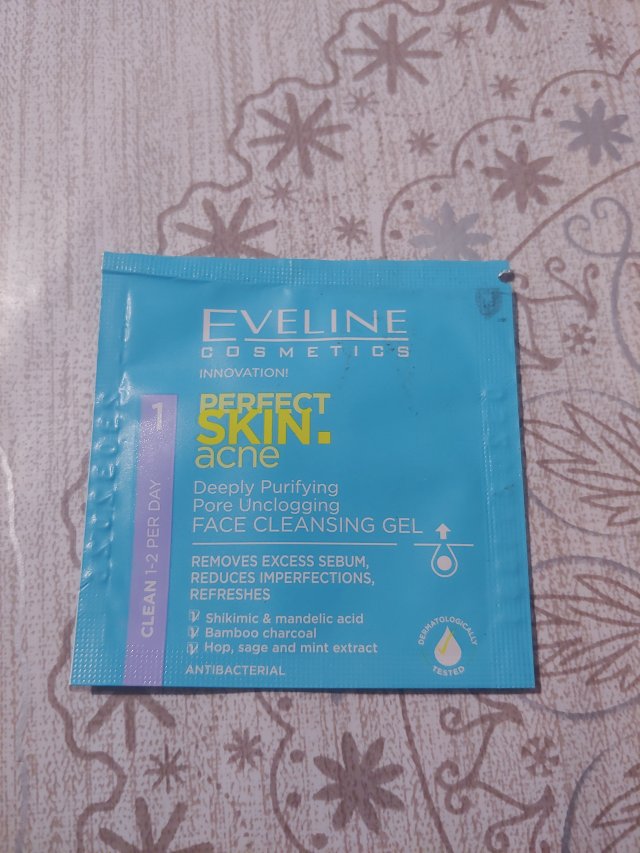 EVELINE
COSMETICS
INNOVATION!
PERFECT
SKIN.
acne
Deeply Purifying
Pore Unclogging
FACE CLEANSING GEL
REMOVES EXCESS SEBUM,
REDUCES IMPERFECTIONS,
REFRESHES
Shikimic & mandelic acid
Bamboo charcoal
Hop, sage and mint extract
ANTIBACTERIAL
1
CLEAN 1-2 PER DAY
DERMATOLOGICALLY
TESTED